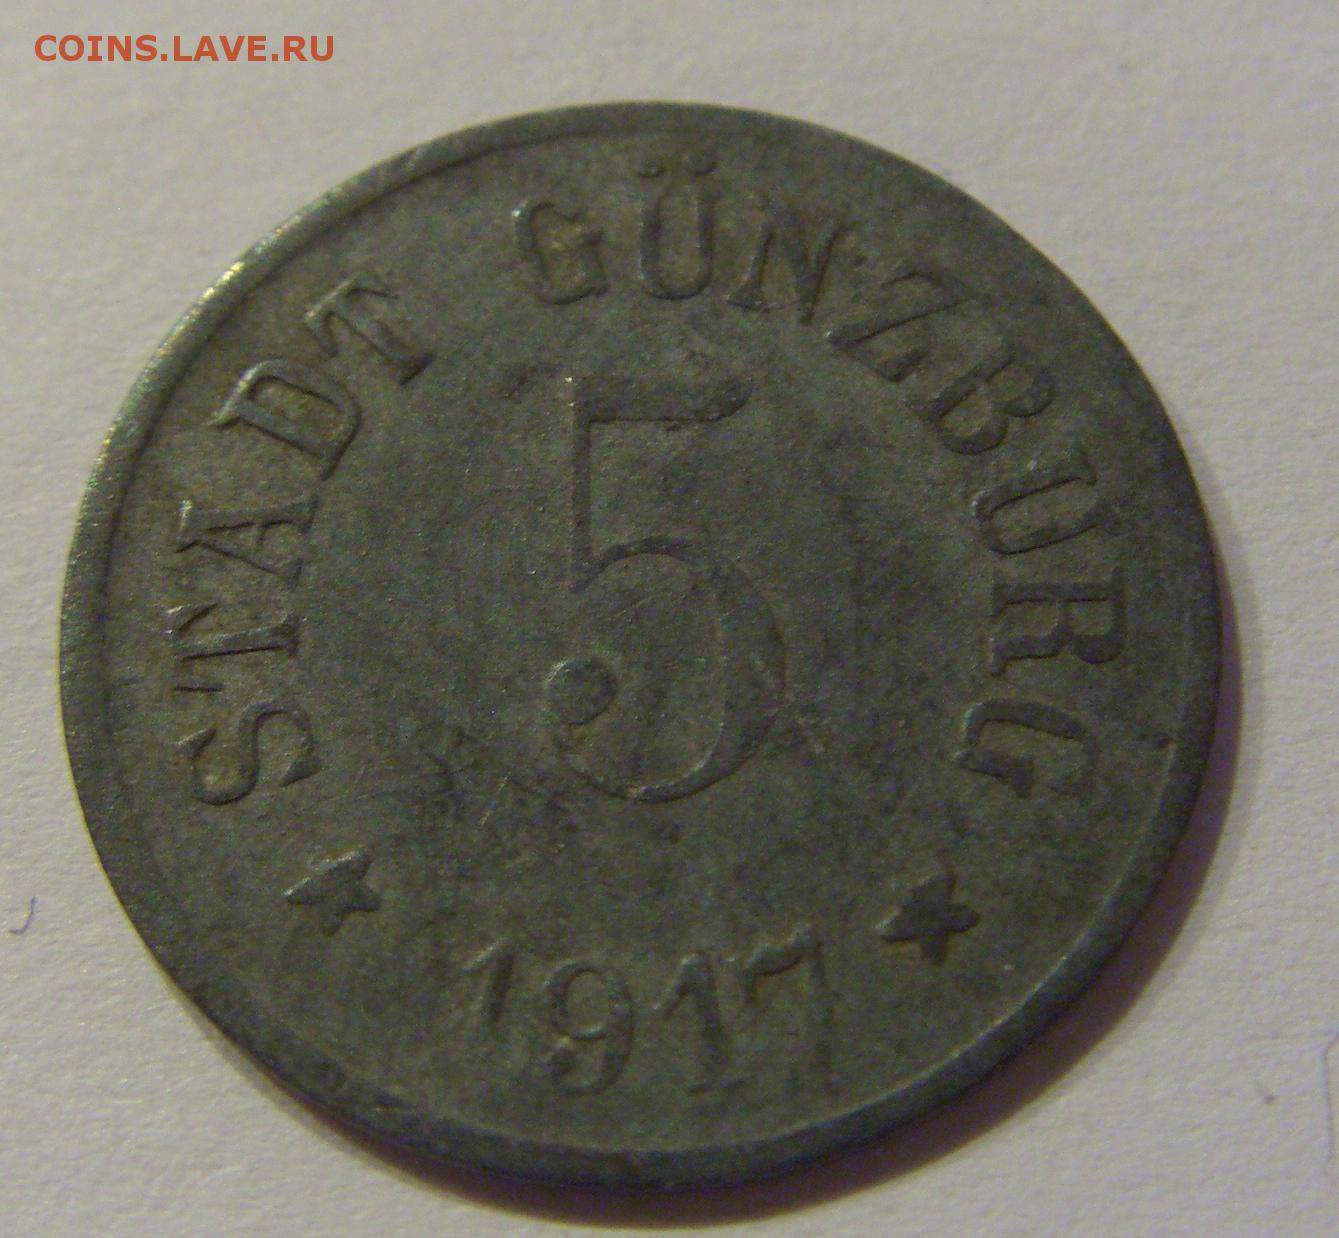 COINS.LAVE.RU
STADT GÜNZBURG
5
1917